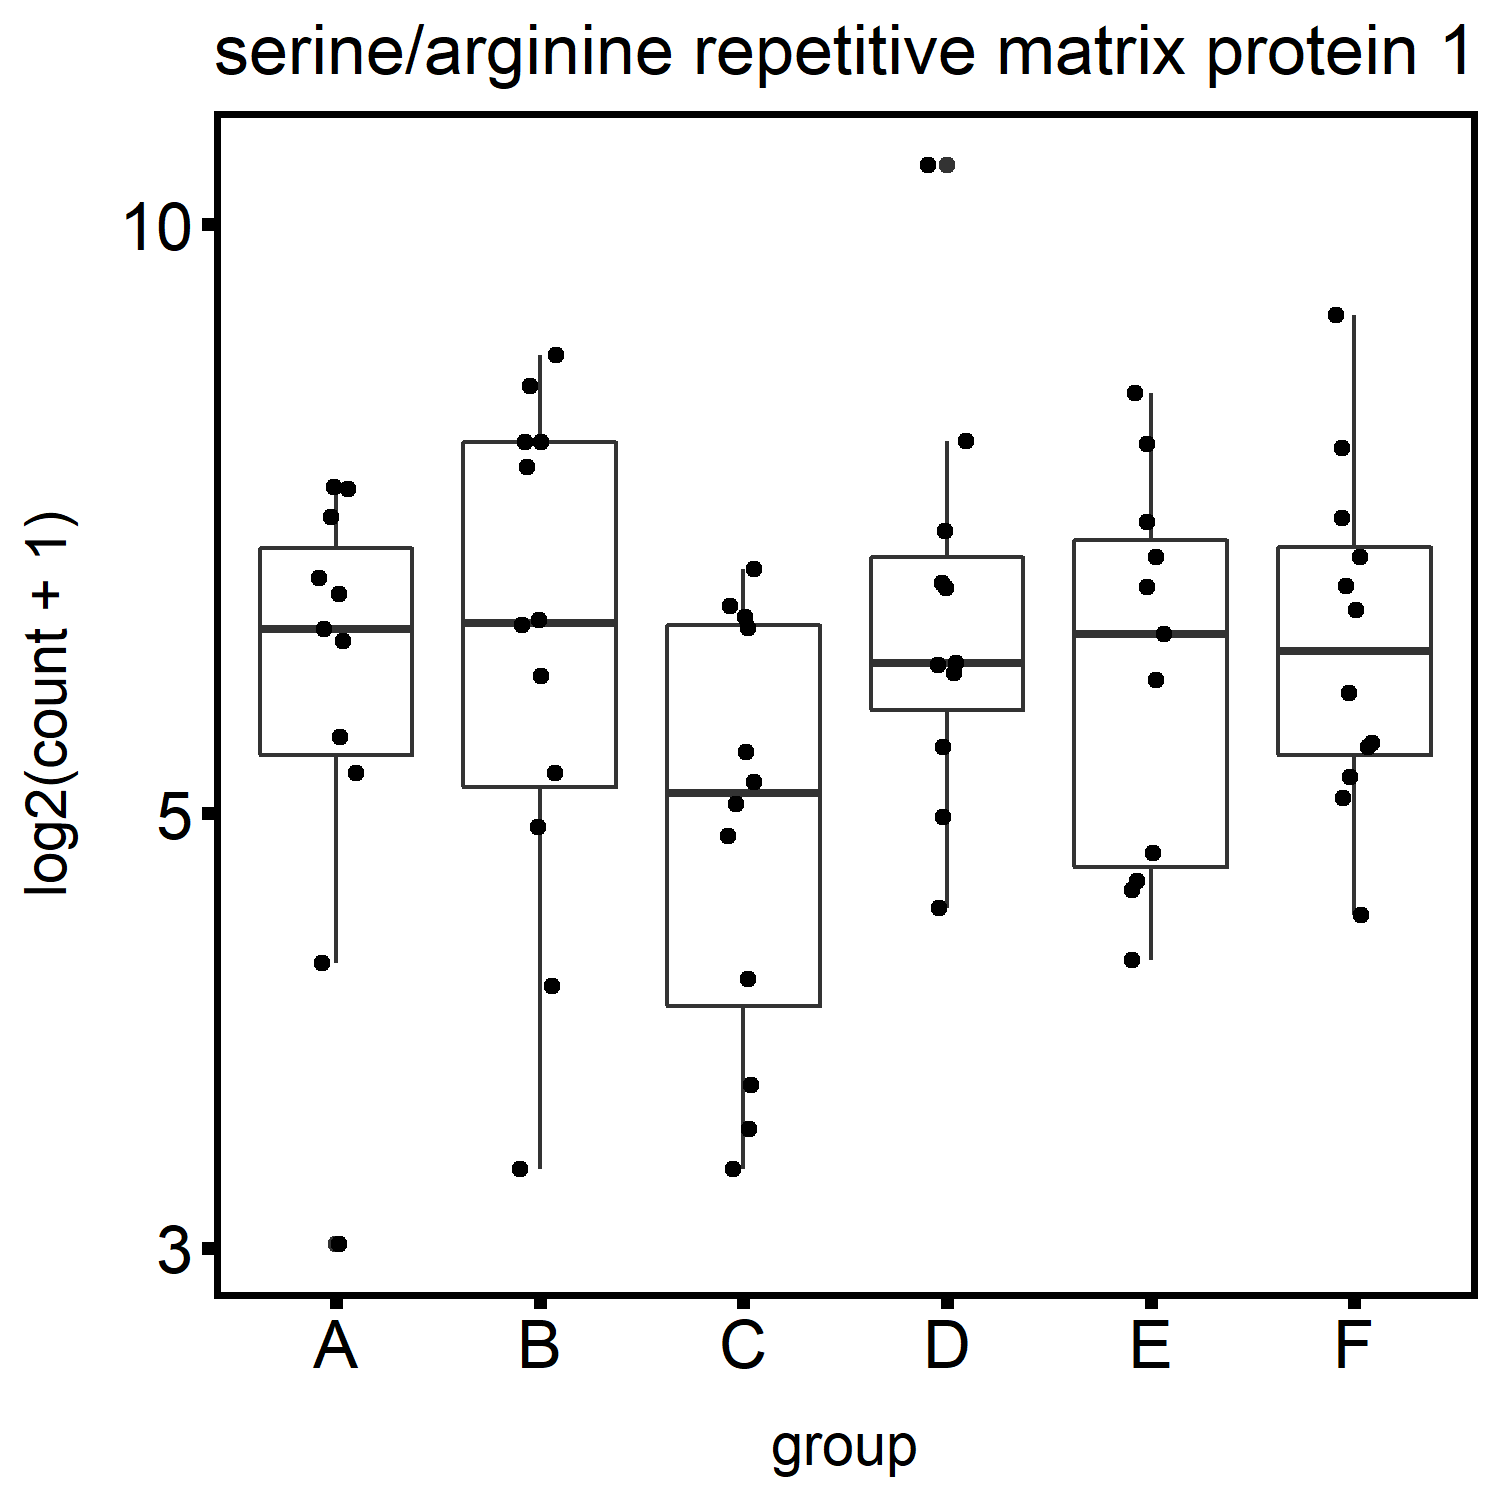 serine/arginine repetitive matrix protein 1
log2(count + 1)
10
5
3
A B C D E F
group